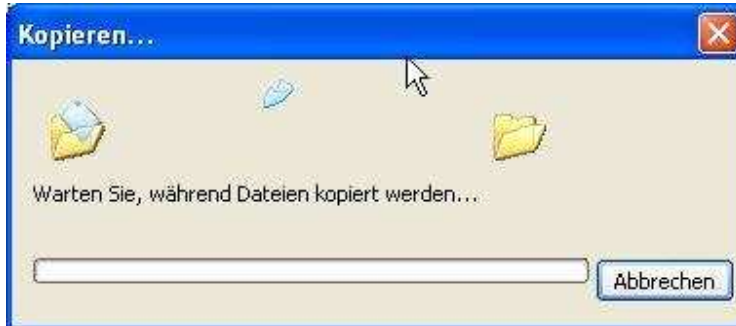 Kopieren...
Warten Sie, während Dateien kopiert werden...
Abbrechen